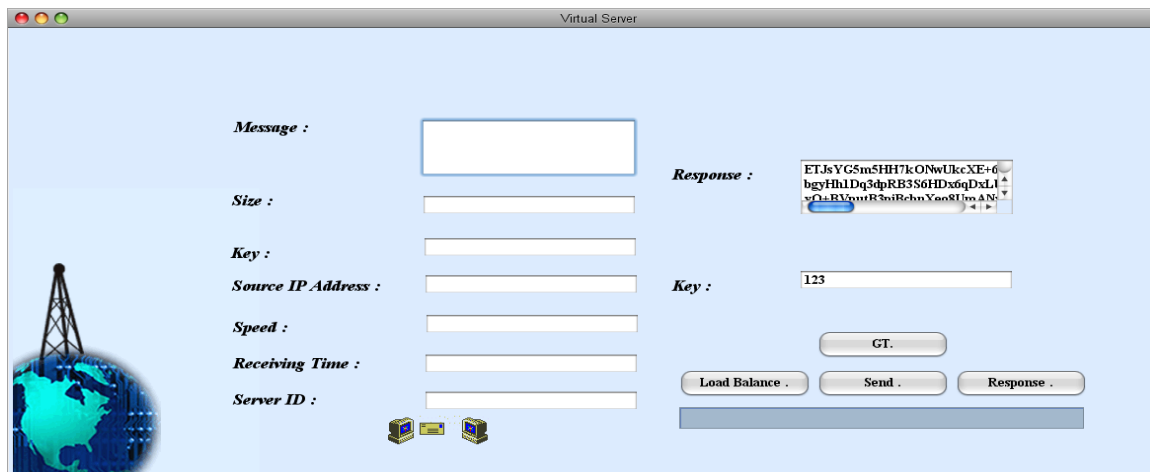 Virtual Server
Message :
Size :
Key :
Source IP Address :
Speed :
Receiving Time :
Server ID :
Response :
ETJsYG5m5HH7kONwUkcXE+6
bgyHh1Dq3dpRB3S6HDx6qDxL
Key :
123
GT.
Load Balance .
Send .
Response .